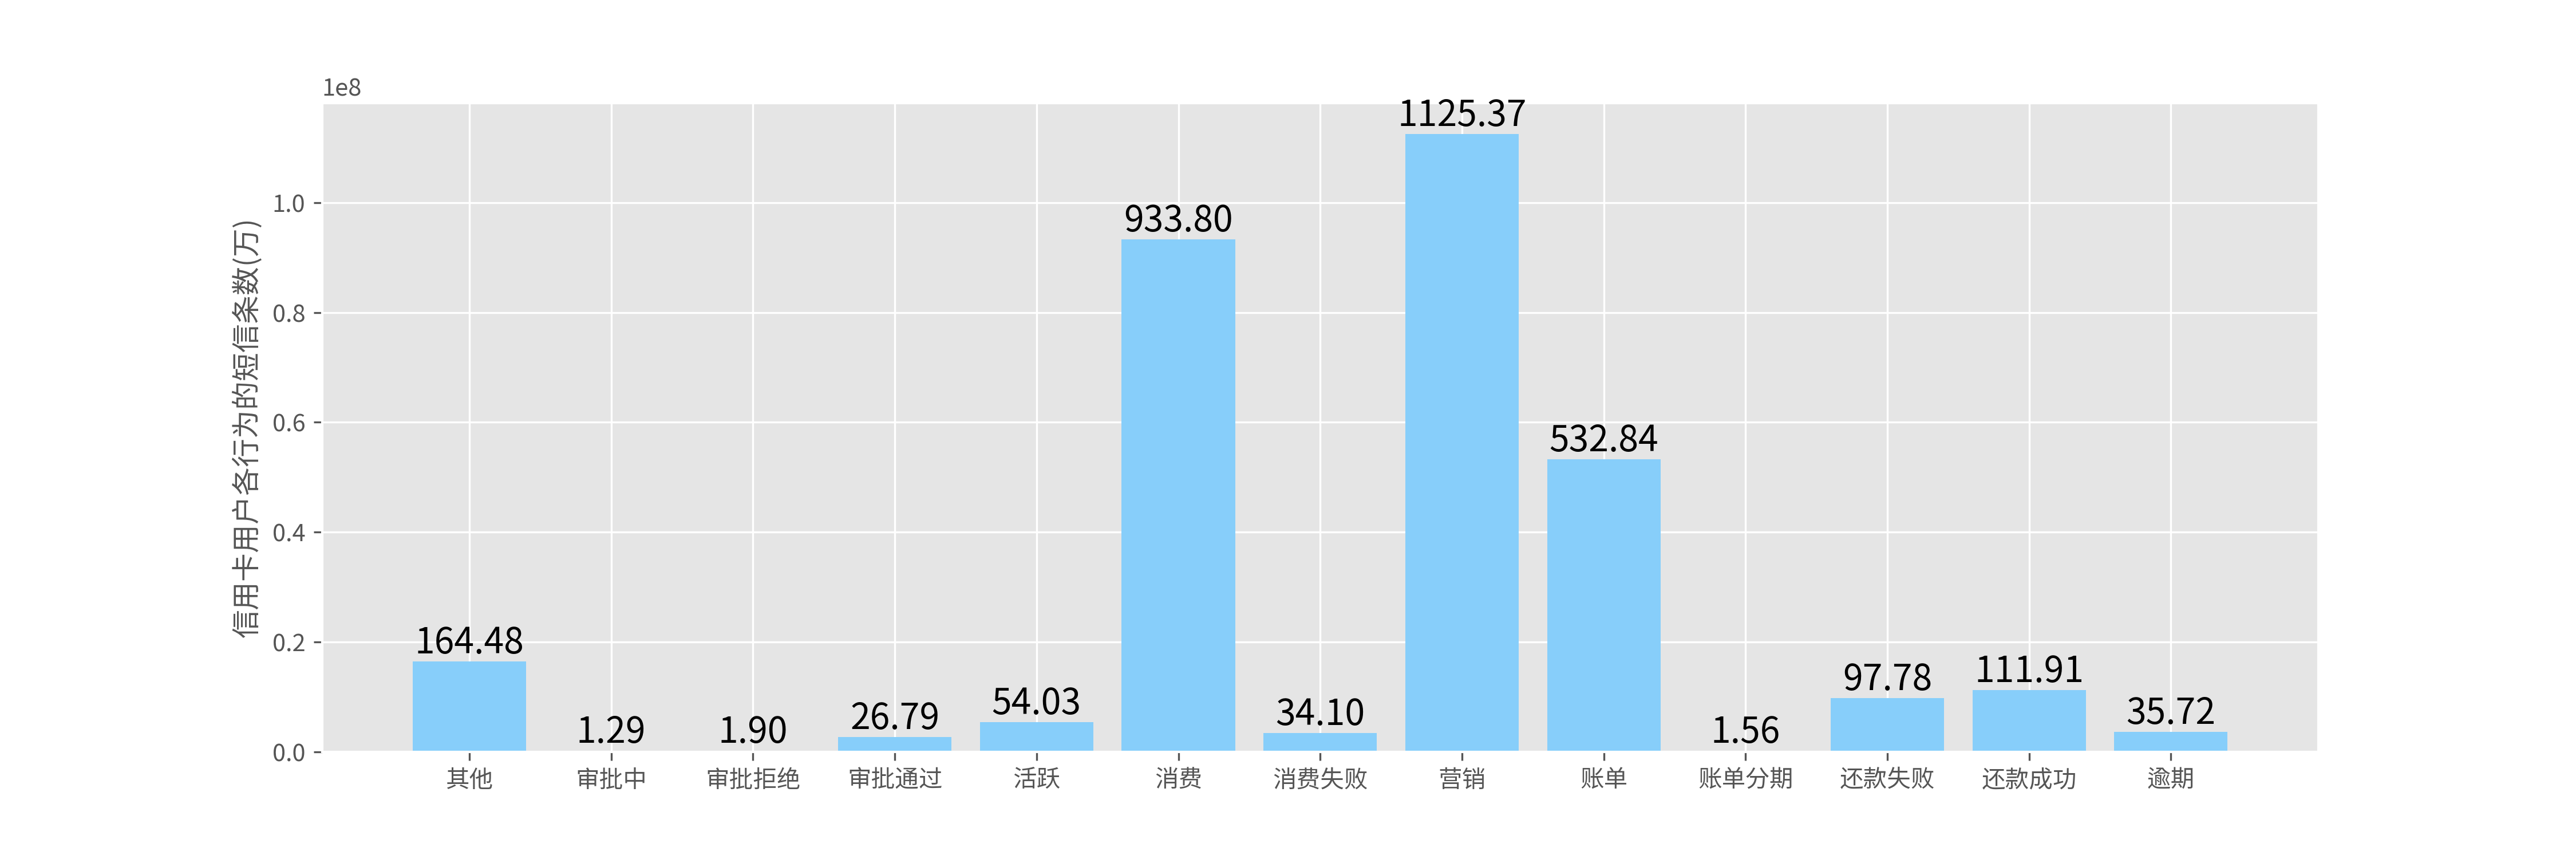 1e8
信用卡用户各行为的短信条数(万)
1.0
0.8
0.6
0.4
0.2
0.0
164.48
1.29
1.90
26.79
54.03
933.80
34.10
1125.37
532.84
1.56
97.78
111.91
35.72
其他
审批中
审批拒绝
审批通过
活跃
消费
消费失败
营销
账单
账单分期
还款失败
还款成功
逾期